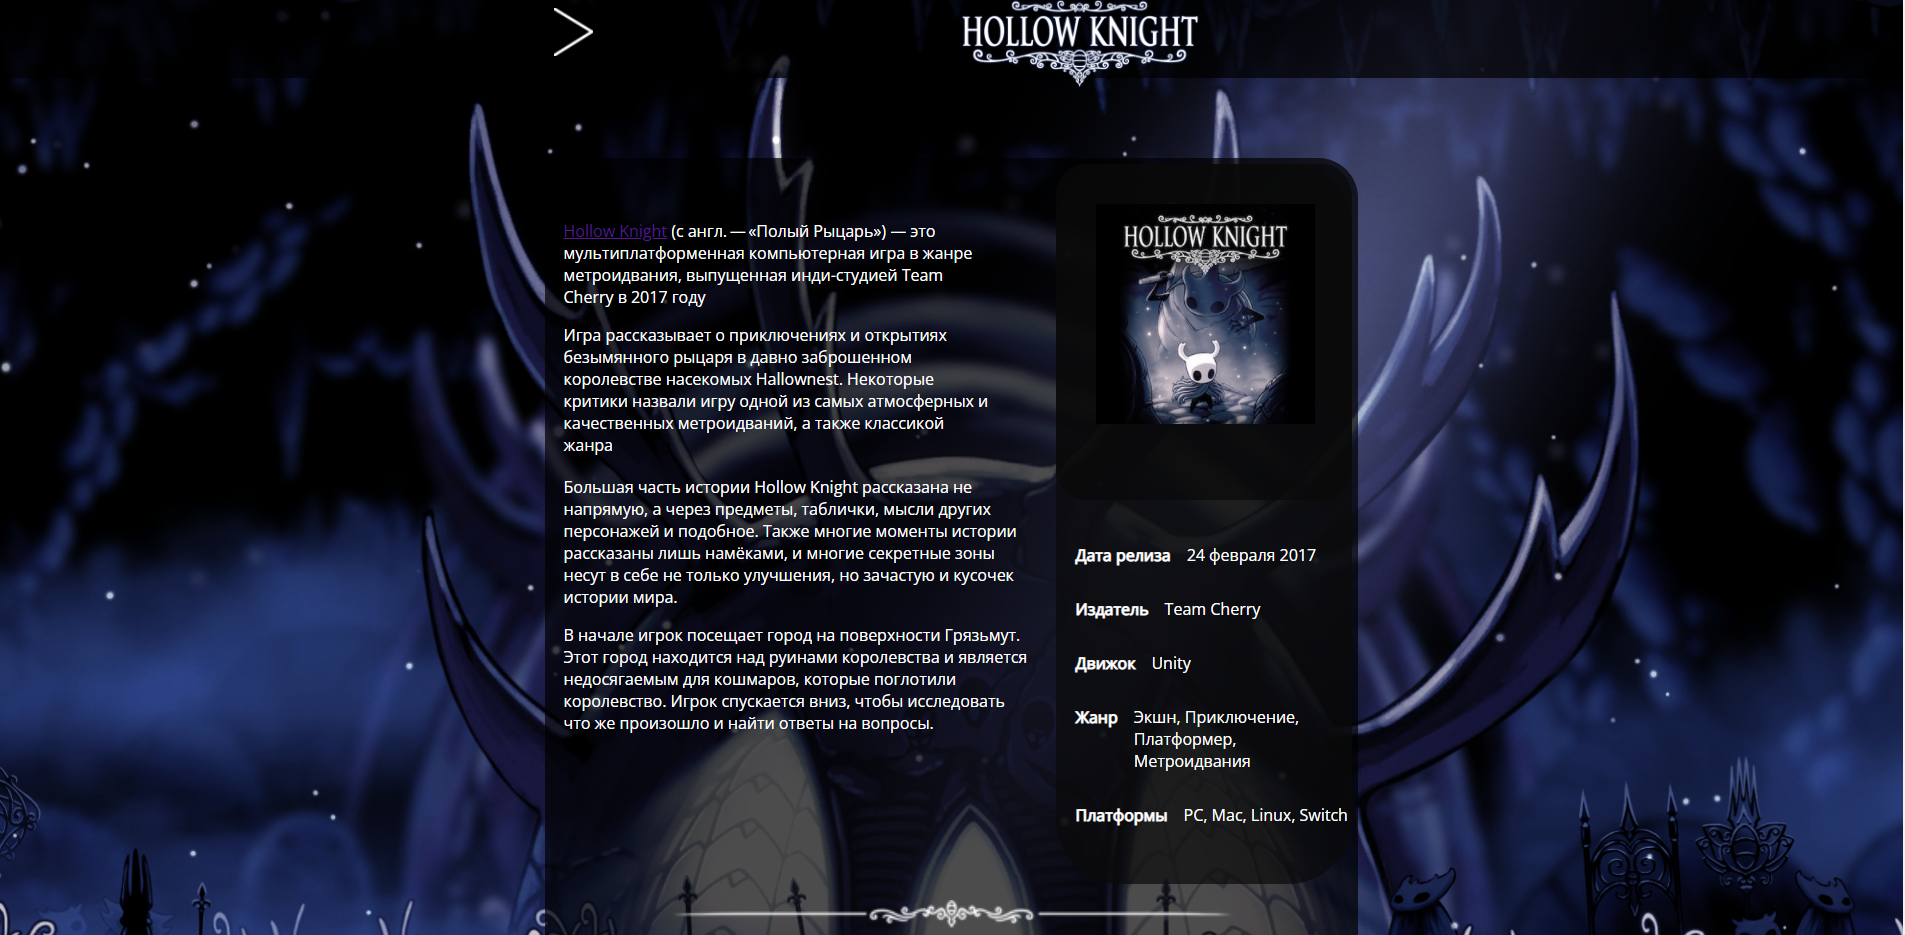 HOLLOW KNIGHT
Hollow Knight (с англ. — «Полый Рыцарь») — это
мультиплатформенная компьютерная игра в жанре
метроидвания, выпущенная инди-студией Team
Cherry в 2017 году
Игра рассказывает о приключениях и открытиях
безымянного рыцаря в давно заброшенном
королевстве насекомых Hallownest. Некоторые
критики назвали игру одной из самых атмосферных и
качественных метроидваний, а также классикой
жанра
Большая часть истории Hollow Knight рассказана не
напрямую, а через предметы, таблички, мысли других
персонажей и подобное. Также многие моменты истории
рассказаны лишь намёками, и многие секретные зоны
несут в себе не только улучшения, но зачастую и кусочек
истории мира.
В начале игрок посещает город на поверхности Грязьмут.
Этот город находится над руинами королевства и является
недосягаемым для кошмаров, которые поглотили
королевство. Игрок спускается вниз, чтобы исследовать
что же произошло и найти ответы на вопросы.
HOLLOW KNIGHT
Дата релиза 24 февраля 2017
Издатель Team Cherry
Движок Unity
Жанр Экшн, Приключение,
Платформер,
Метроидвания
Платформы PC, Mac, Linux, Switch